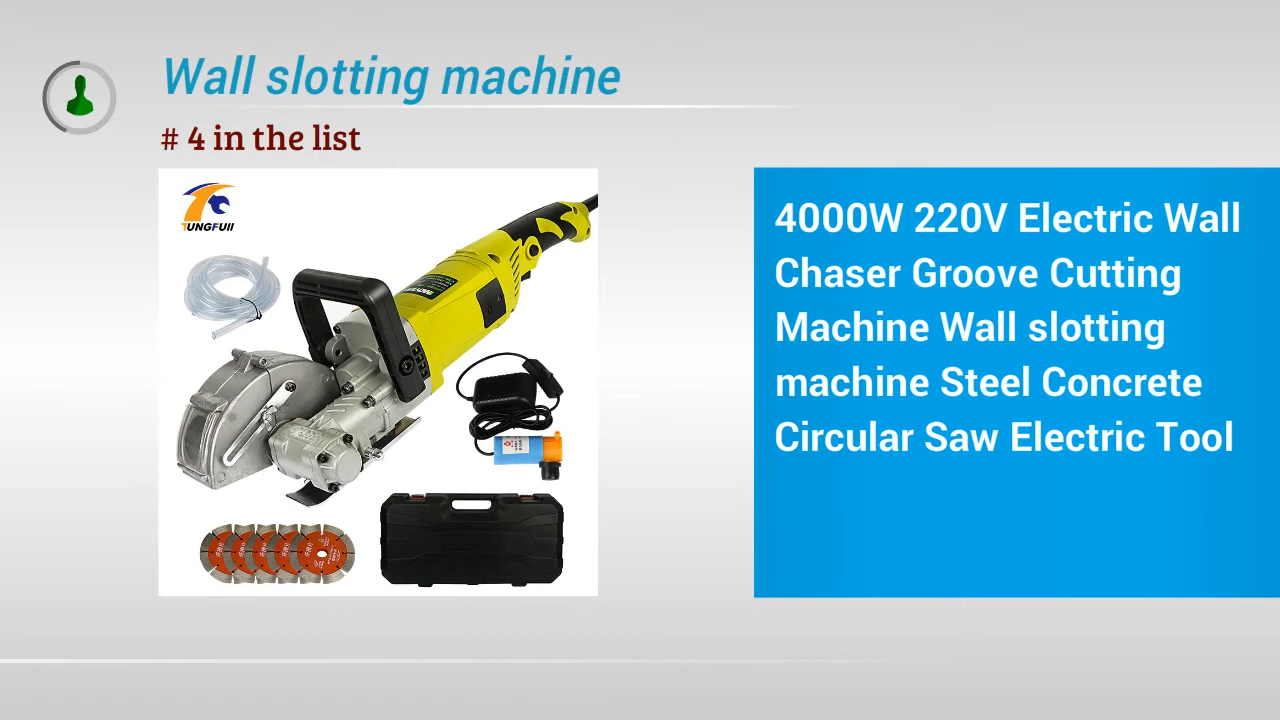 Wall slotting machine
# 4 in the list
TUNGFULL
4000W 220V Electric Wall
Chaser Groove Cutting
Machine Wall slotting
machine Steel Concrete
Circular Saw Electric Tool